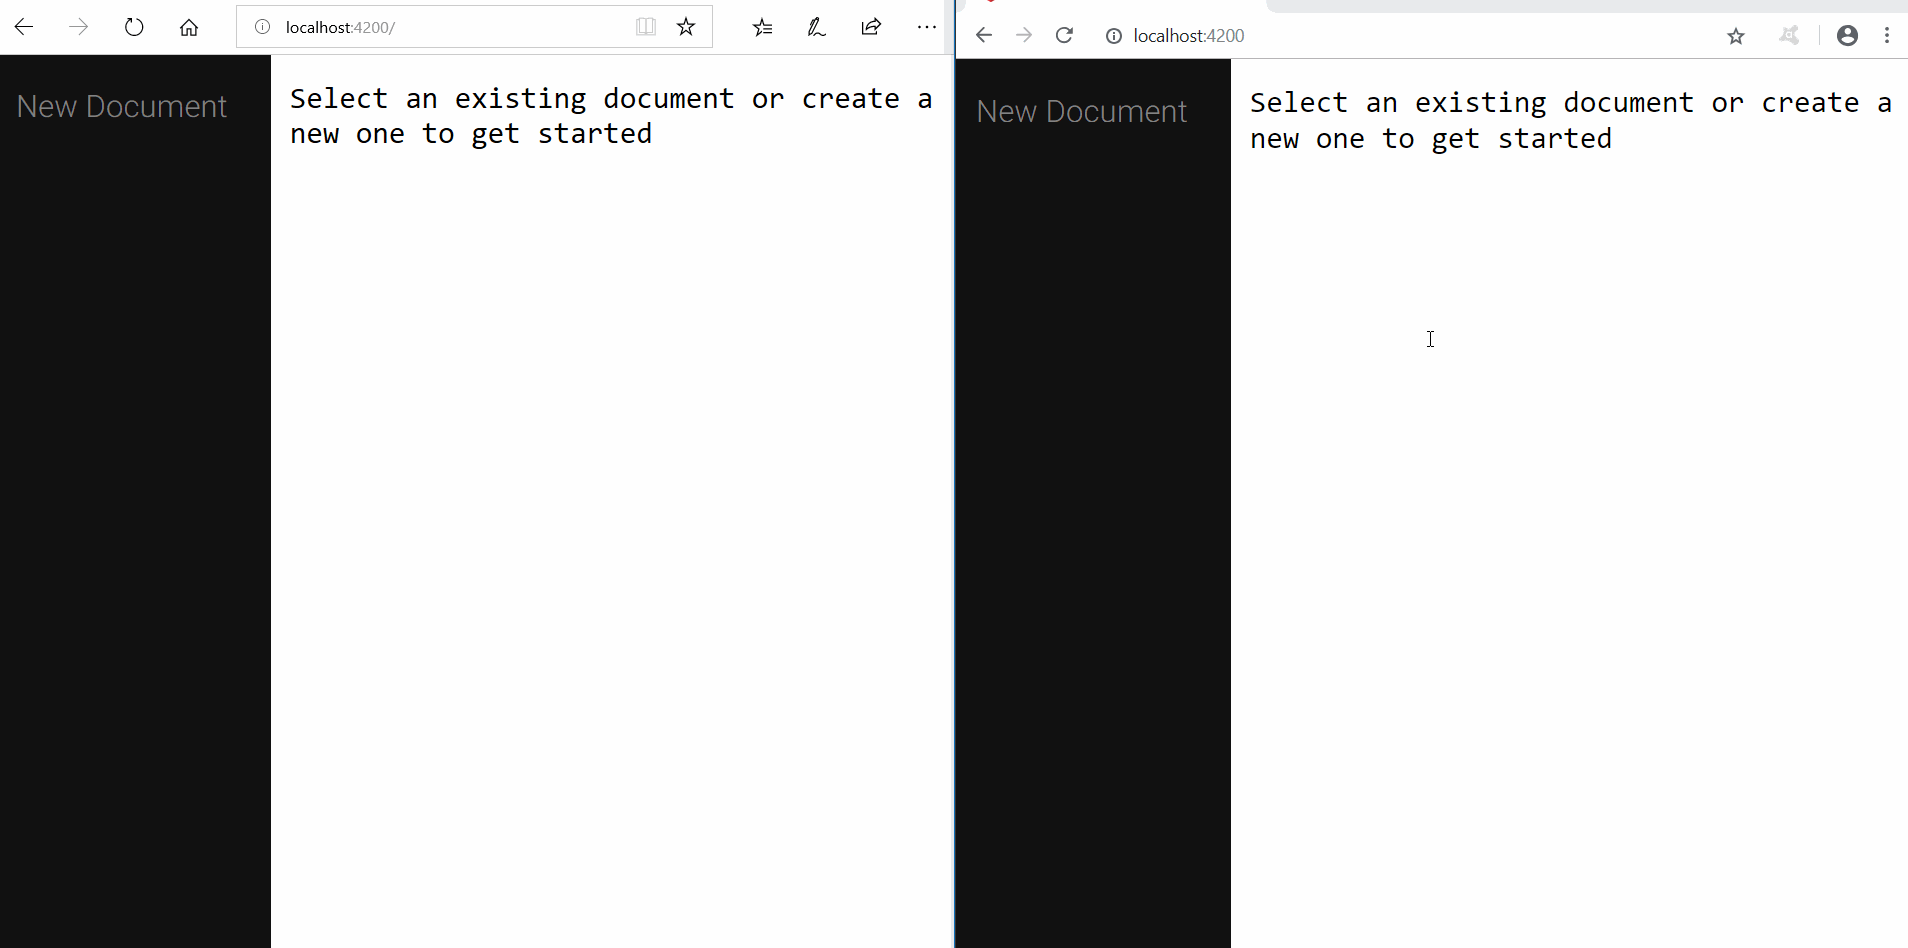 localhost:4200/
New Document
Select an existing document or create a
new one to get started
localhost:4200
New Document
Select an existing document or create a
new one to get started